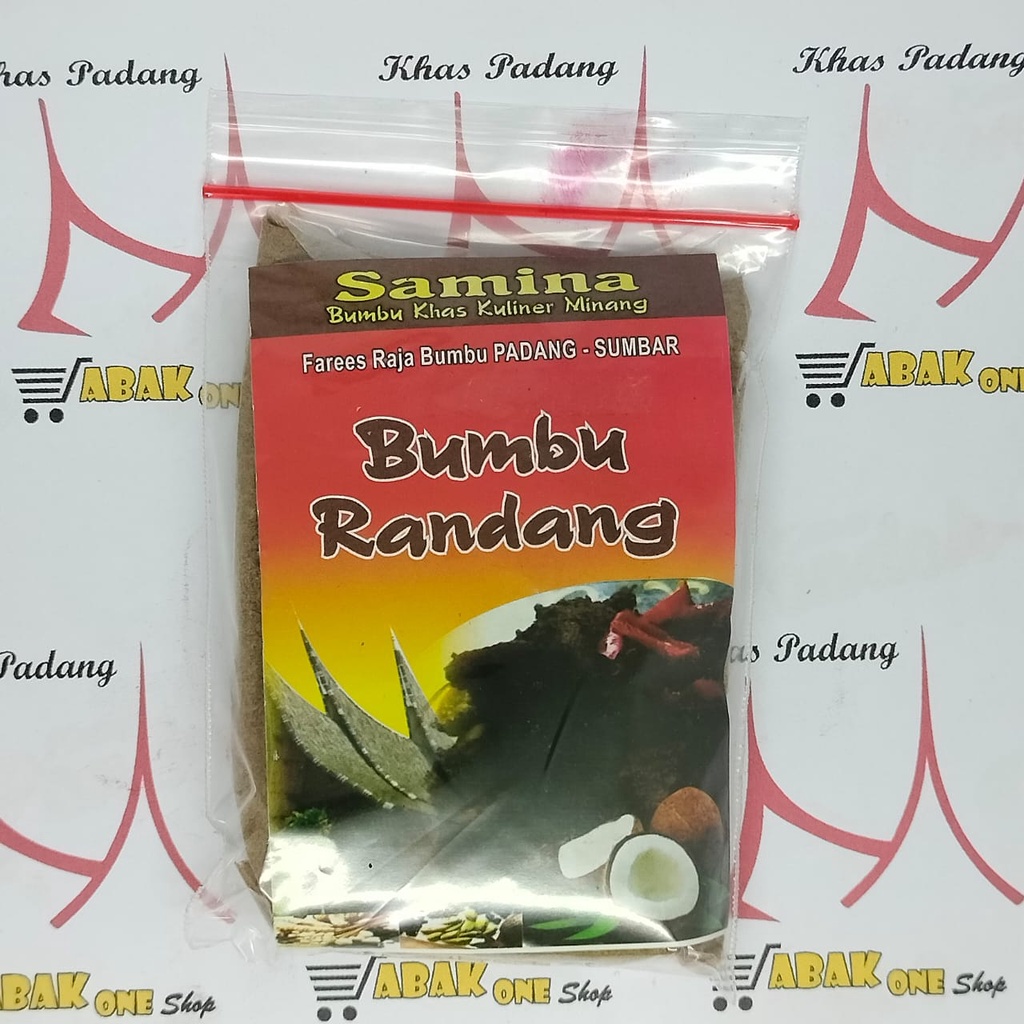 Khas Padang
Khas Padang
Khas Padang
Samina
Bumbu Khas Kuliner Minang
Farees Raja Bumbu PADANG - SUMBAR
ABAK ON
ABAK ONE
Bumbu
Randang
Padang
Padang
ABAK ONE Shop
ABAK ONE Shop
ABAK ONE Shop